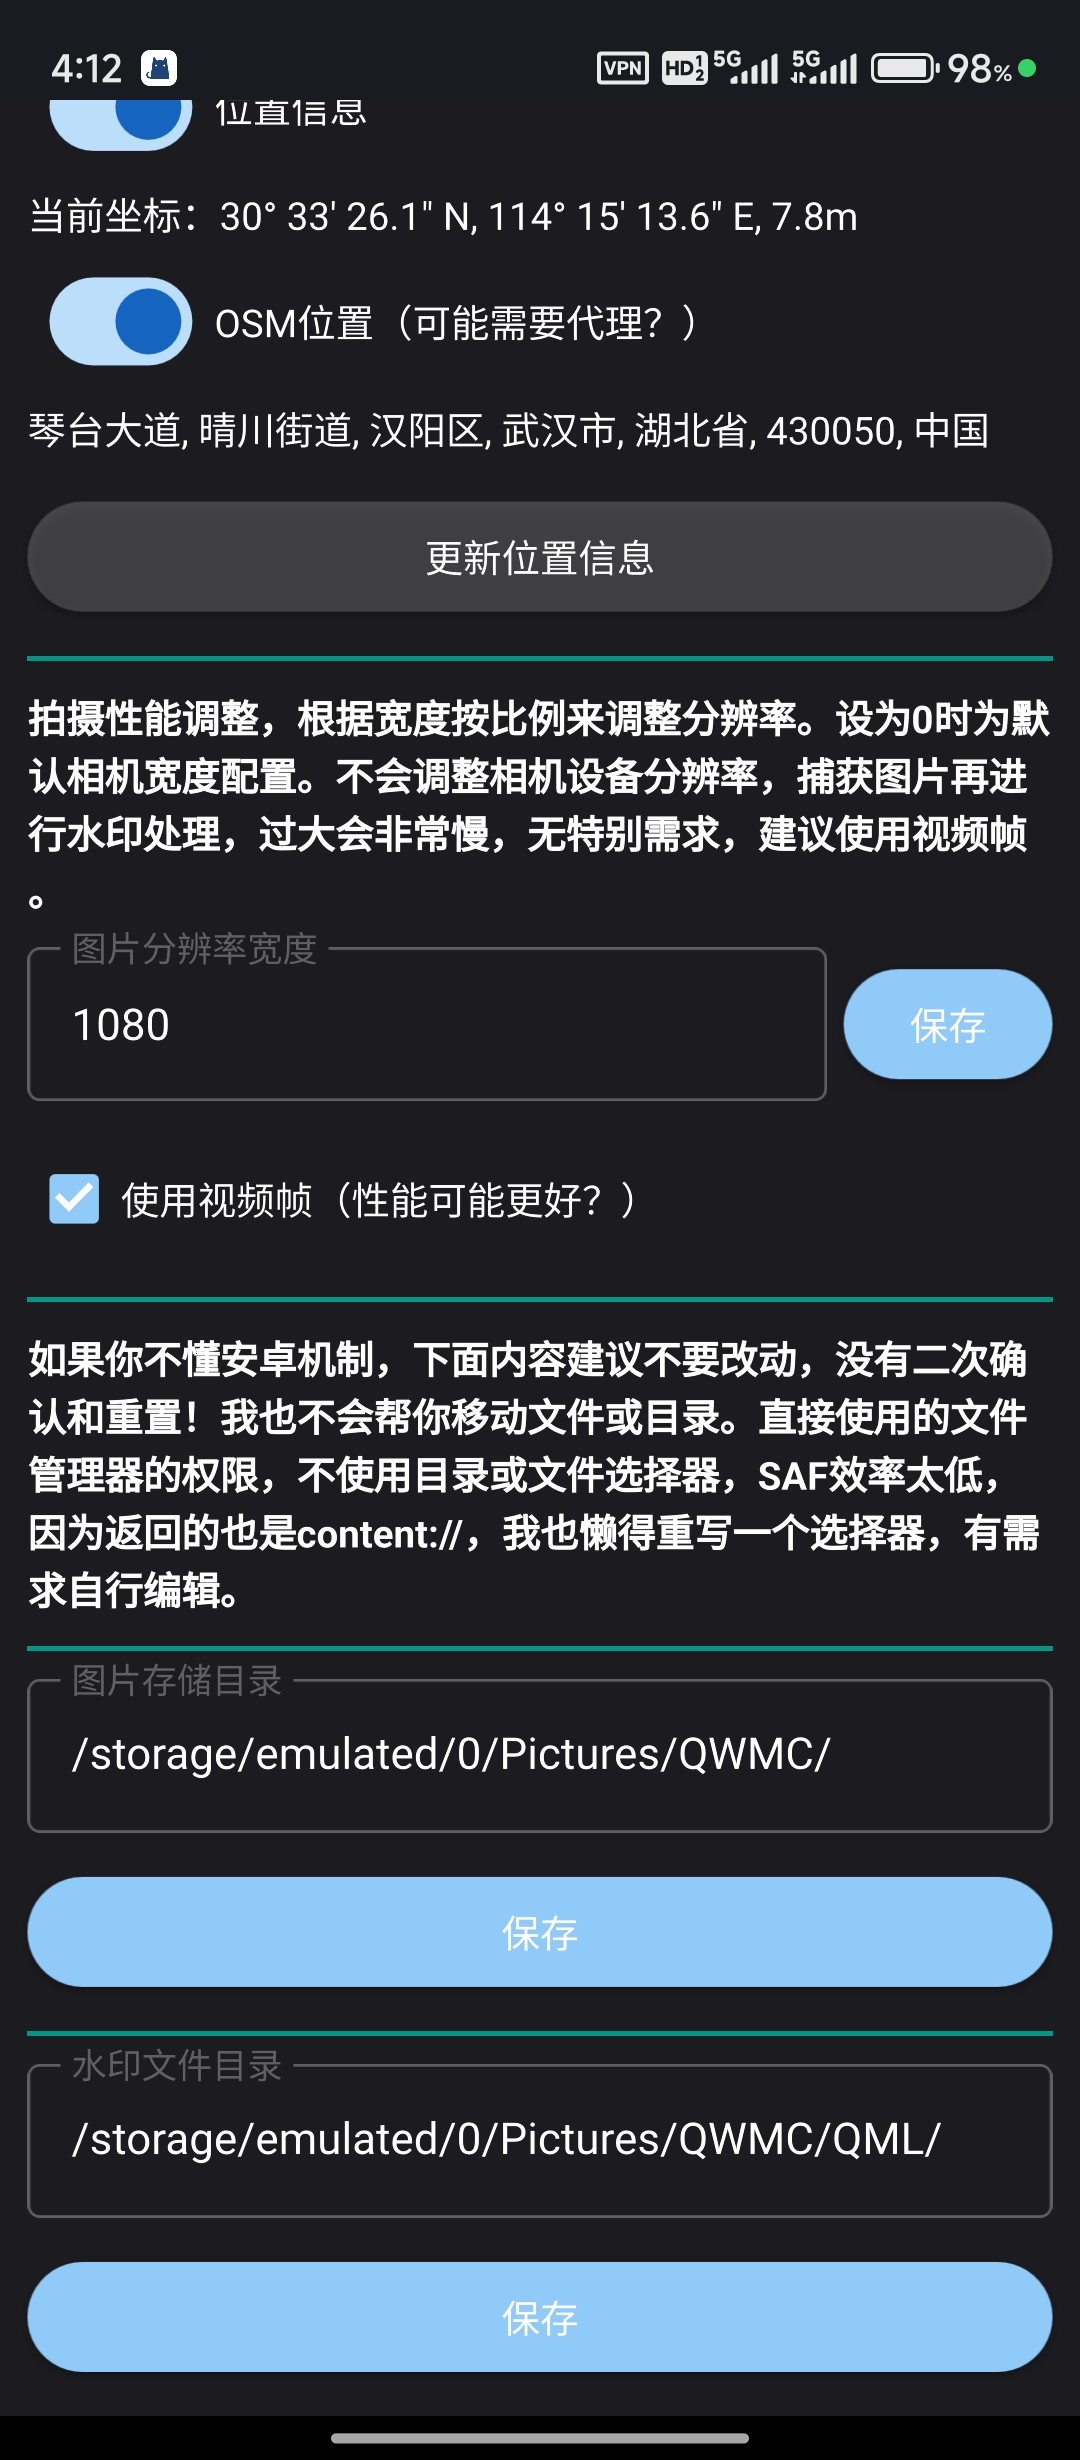 4:12 VPN HD 1 2 5G 5G 98%
位置信息
当前坐标：30° 33' 26.1" N, 114° 15' 13.6" E, 7.8m
OSM位置（可能需要代理？）
琴台大道, 晴川街道, 汉阳区, 武汉市, 湖北省, 430050, 中国
更新位置信息
拍摄性能调整，根据宽度按比例来调整分辨率。设为0时为默
认相机宽度配置。不会调整相机设备分辨率，捕获图片再进
行水印处理，过大会非常慢，无特别需求，建议使用视频帧
。
图片分辨率宽度
1080
保存
使用视频帧（性能可能更好？）
如果你不懂安卓机制，下面内容建议不要改动，没有二次确
认和重置！我也不会帮你移动文件或目录。直接使用的文件
管理器的权限，不使用目录或文件选择器，SAF效率太低，
因为返回的也是content://，我也懒得重写一个选择器，有需
求自行编辑。
图片存储目录
/storage/emulated/0/Pictures/QWMC/
保存
水印文件目录
/storage/emulated/0/Pictures/QWMC/QML/
保存